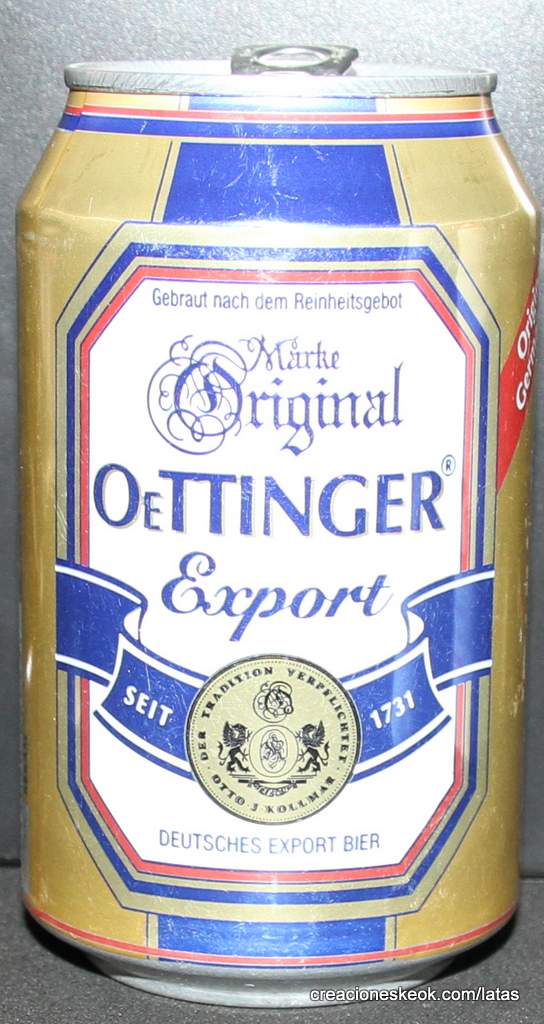 Gebraut nach dem Reinheitsgebot
Marke
Original
OETTINGER®
Export
SEIT 1731
DER TRADITION VERPFLICHTET
OTTO J KOLLMAR
DEUTSCHES EXPORT BIER
creacioneskeok.com/latas